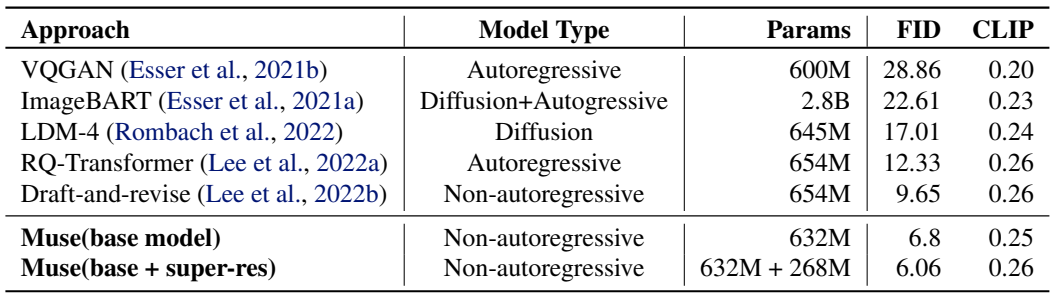 Approach Model Type Params FID CLIP
VQGAN (Esser et al., 2021b) Autoregressive 600M 28.86 0.20
ImageBART (Esser et al., 2021a) Diffusion+Autogressive 2.8B 22.61 0.23
LDM-4 (Rombach et al., 2022) Diffusion 645M 17.01 0.24
RQ-Transformer (Lee et al., 2022a) Autoregressive 654M 12.33 0.26
Draft-and-revise (Lee et al., 2022b) Non-autoregressive 654M 9.65 0.26
Muse(base model) Non-autoregressive 632M 6.8 0.25
Muse(base + super-res) Non-autoregressive 632M + 268M 6.06 0.26